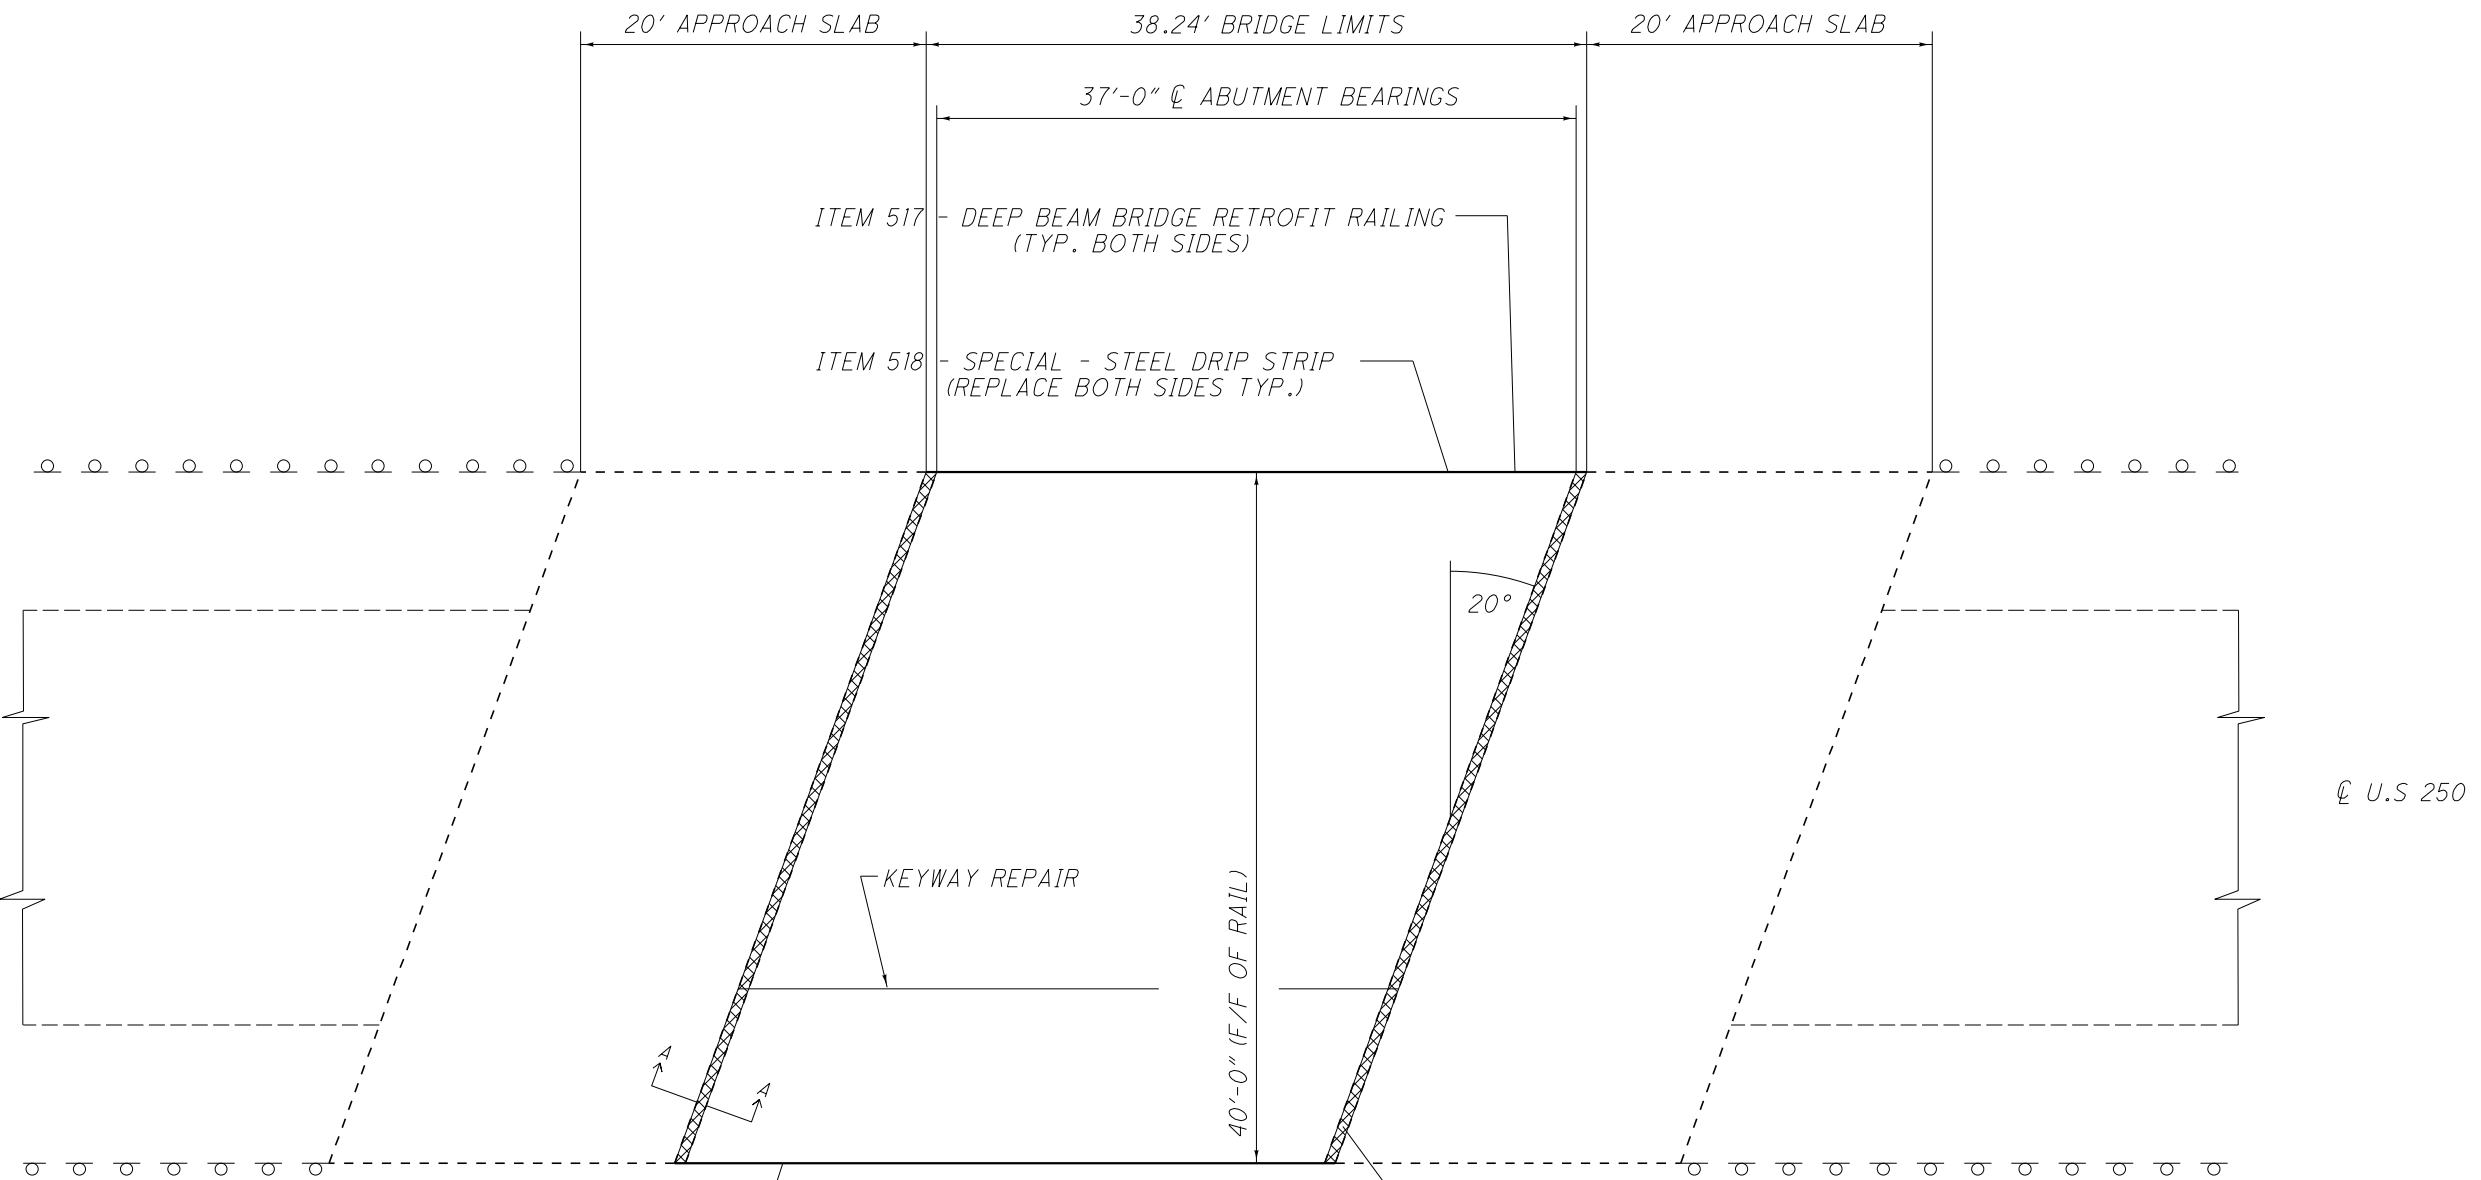 20' APPROACH SLAB
38.24' BRIDGE LIMITS
20' APPROACH SLAB
37'-0" ℄ ABUTMENT BEARINGS
ITEM 517 - DEEP BEAM BRIDGE RETROFIT RAILING
(TYP. BOTH SIDES)
ITEM 518 - SPECIAL - STEEL DRIP STRIP
(REPLACE BOTH SIDES TYP.)
20°
℄ U.S 250
KEYWAY REPAIR
40'-0" (F/F OF RAIL)
A
A